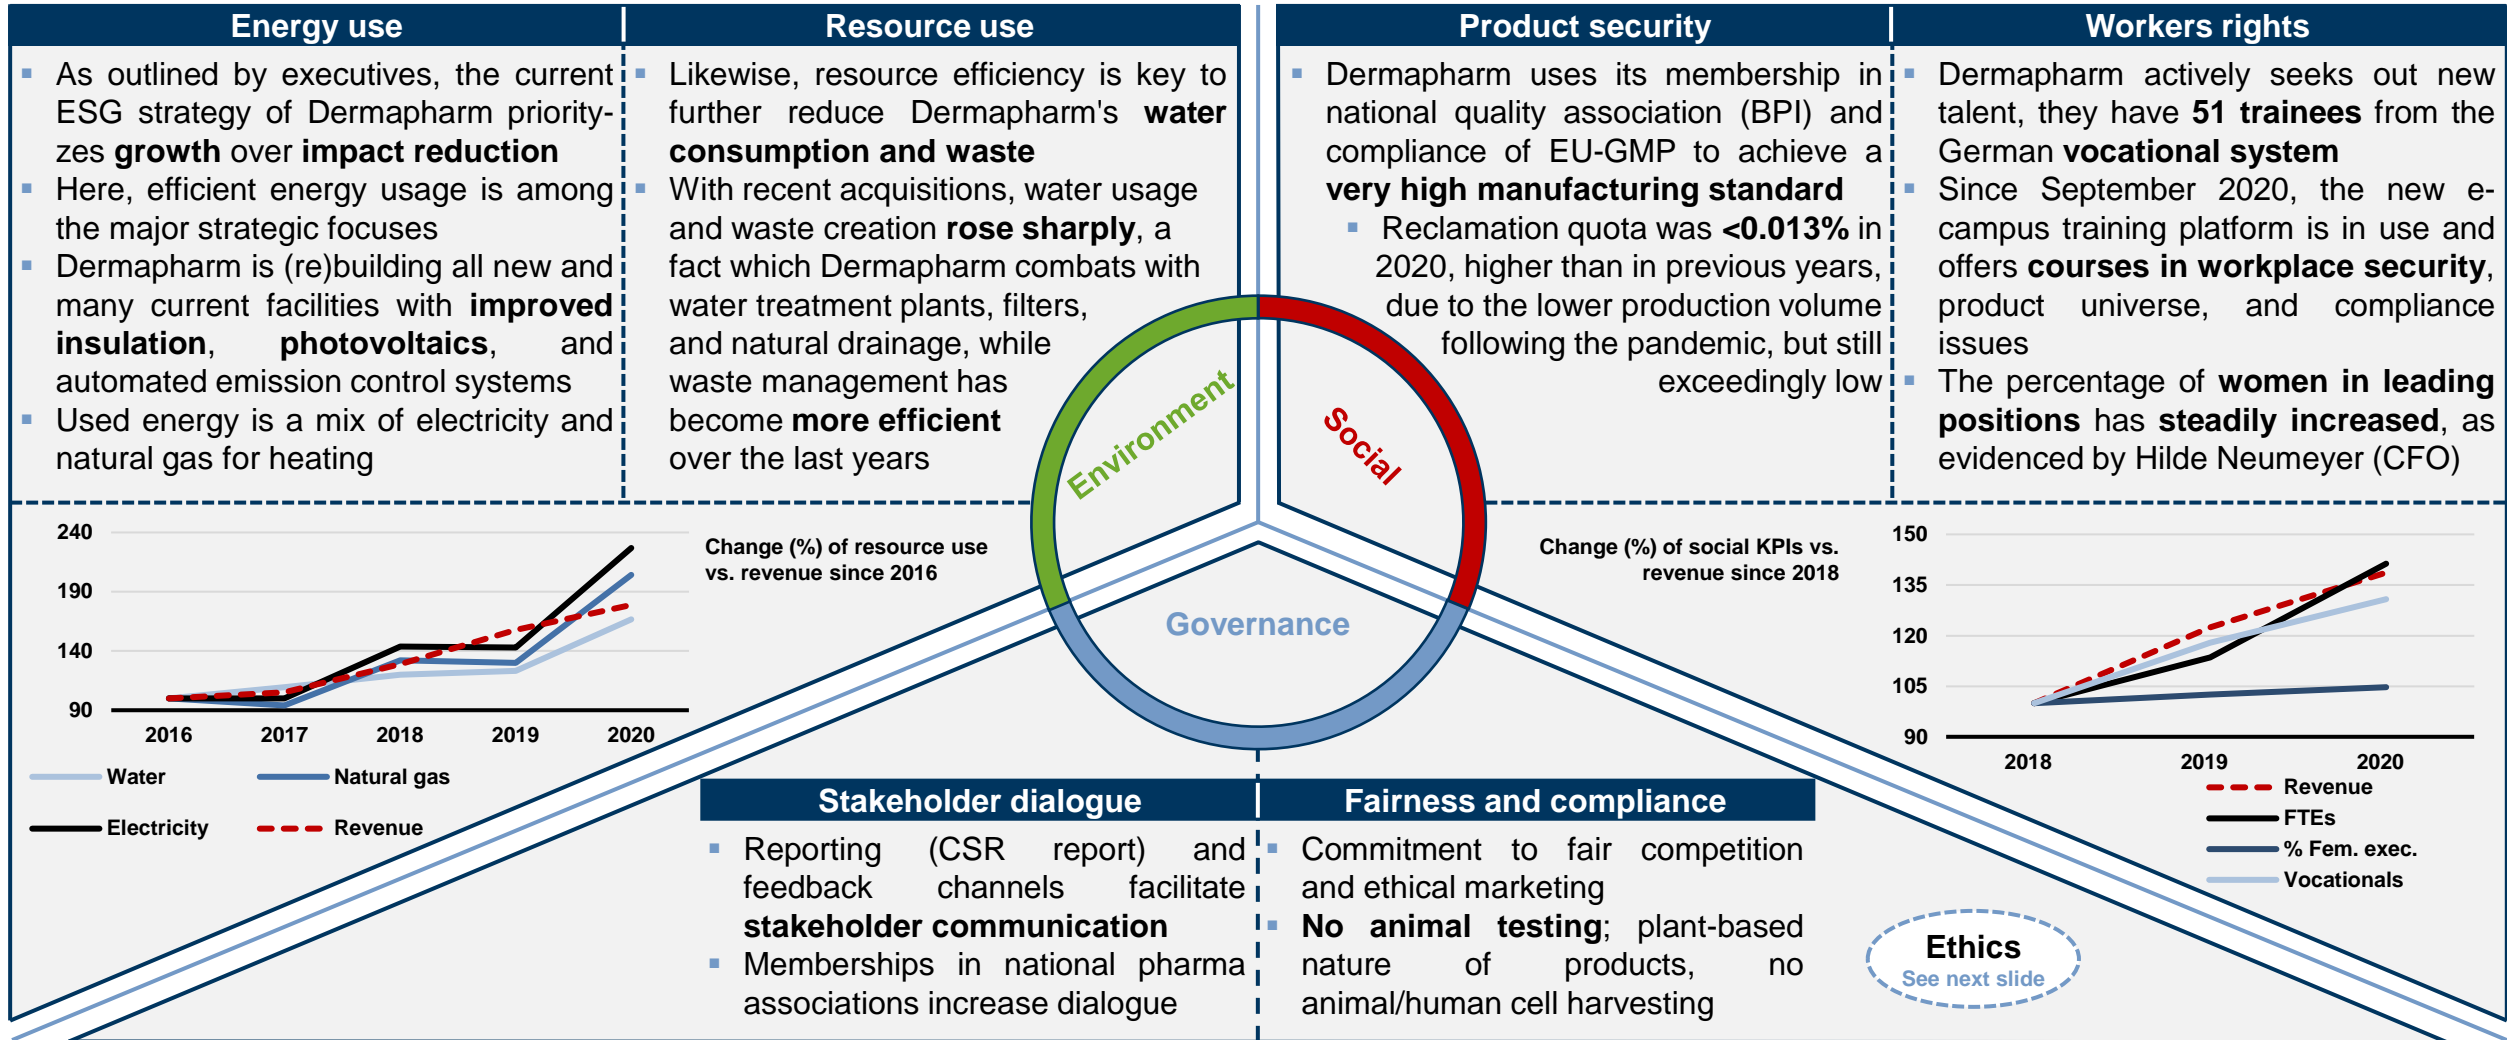 Energy use
As outlined by executives, the current
ESG strategy of Dermapharm priority-
zes growth over impact reduction
Here, efficient energy usage is among
the major strategic focuses
Dermapharm is (re)building all new and
many current facilities with improved
insulation, photovoltaics, and
automated emission control systems
Used energy is a mix of electricity and
natural gas for heating
Resource use
Likewise, resource efficiency is key to
further reduce Dermapharm's water
consumption and waste
With recent acquisitions, water usage
and waste creation rose sharply, a
fact which Dermapharm combats with
water treatment plants, filters,
and natural drainage, while
waste management has
become more efficient
over the last years
Product security
Dermapharm uses its membership in
national quality association (BPI) and
compliance of EU-GMP to achieve a
very high manufacturing standard
Reclamation quota was <0.013% in
2020, higher than in previous years,
due to the lower production volume
following the pandemic, but still
exceedingly low
Workers rights
Dermapharm actively seeks out new
talent, they have 51 trainees from the
German vocational system
Since September 2020, the new e-
campus training platform is in use and
offers courses in workplace security,
product universe, and compliance
issues
The percentage of women in leading
positions has steadily increased, as
evidenced by Hilde Neumeyer (CFO)
Environment
Social
Governance
Change (%) of resource use
vs. revenue since 2016
240
190
140
90
2016 2017 2018 2019 2020
Water Natural gas
Electricity Revenue
Change (%) of social KPIs vs.
revenue since 2018
150
135
120
105
90
2018 2019 2020
Revenue
FTEs
% Fem. exec.
Vocationals
Stakeholder dialogue
Reporting (CSR report) and
feedback channels facilitate
stakeholder communication
Memberships in national pharma
associations increase dialogue
Fairness and compliance
Commitment to fair competition
and ethical marketing
No animal testing; plant-based
nature of products, no
animal/human cell harvesting
Ethics
See next slide